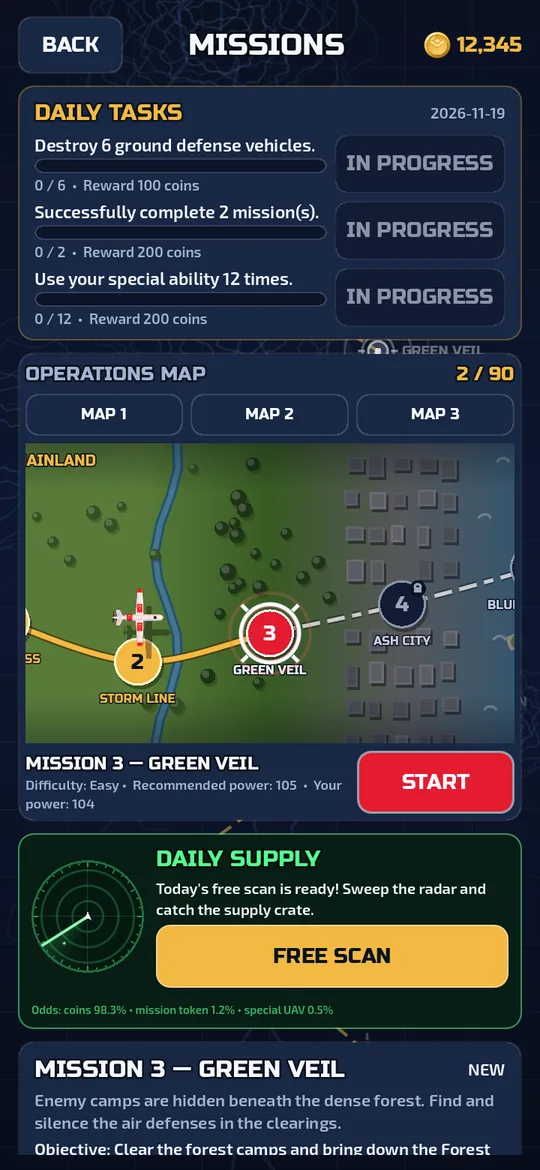 BACK
MISSIONS
12,345
DAILY TASKS
2026-11-19
Destroy 6 ground defense vehicles.
0 / 6 • Reward 100 coins
IN PROGRESS
Successfully complete 2 mission(s).
0 / 2 • Reward 200 coins
IN PROGRESS
Use your special ability 12 times.
0 / 12 • Reward 200 coins
IN PROGRESS
GREEN VEIL
OPERATIONS MAP
2 / 90
MAP 1
MAP 2
MAP 3
AINLAND
4
ASH CITY
BLU
3
GREEN VEIL
SS
2
STORM LINE
MISSION 3 — GREEN VEIL
Difficulty: Easy • Recommended power: 105 • Your
power: 104
START
DAILY SUPPLY
Today's free scan is ready! Sweep the radar and
catch the supply crate.
FREE SCAN
Odds: coins 98.3% • mission token 1.2% • special UAV 0.5%
MISSION 3 — GREEN VEIL
NEW
Enemy camps are hidden beneath the dense forest. Find and
silence the air defenses in the clearings.
Objective: Clear the forest camps and bring down the Forest